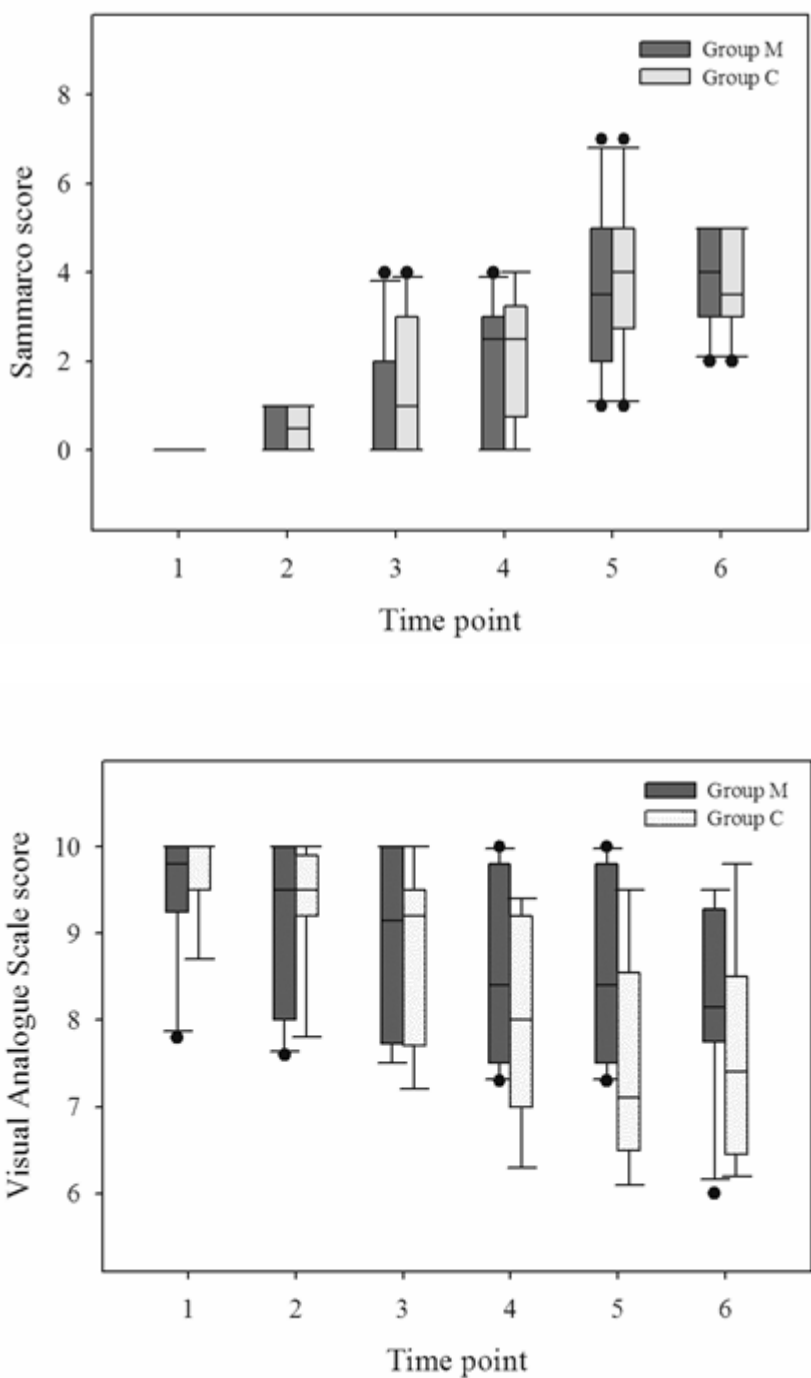 Group M
Group C
8
6
4
2
0
Sammarco score
1 2 3 4 5 6
Time point
Group M
Group C
10
9
8
7
6
Visual Analogue Scale score
1 2 3 4 5 6
Time point